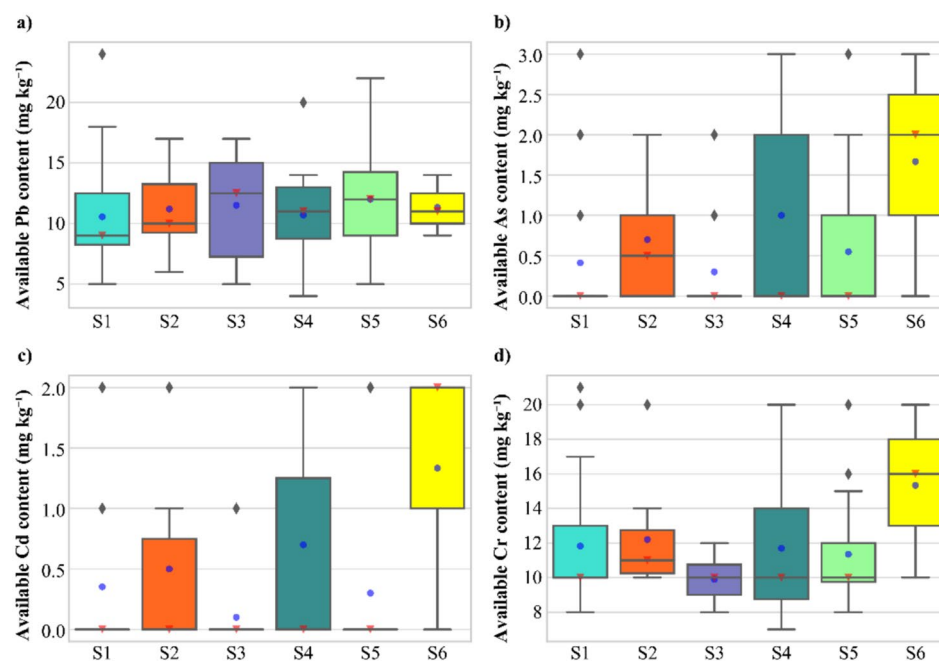 a)
Available Pb content (mg kg⁻¹)
20
15
10
5
S1 S2 S3 S4 S5 S6
b)
Available As content (mg kg⁻¹)
3.0
2.5
2.0
1.5
1.0
0.5
0.0
S1 S2 S3 S4 S5 S6
c)
Available Cd content (mg kg⁻¹)
2.0
1.5
1.0
0.5
0.0
S1 S2 S3 S4 S5 S6
d)
Available Cr content (mg kg⁻¹)
20
18
16
14
12
10
8
S1 S2 S3 S4 S5 S6